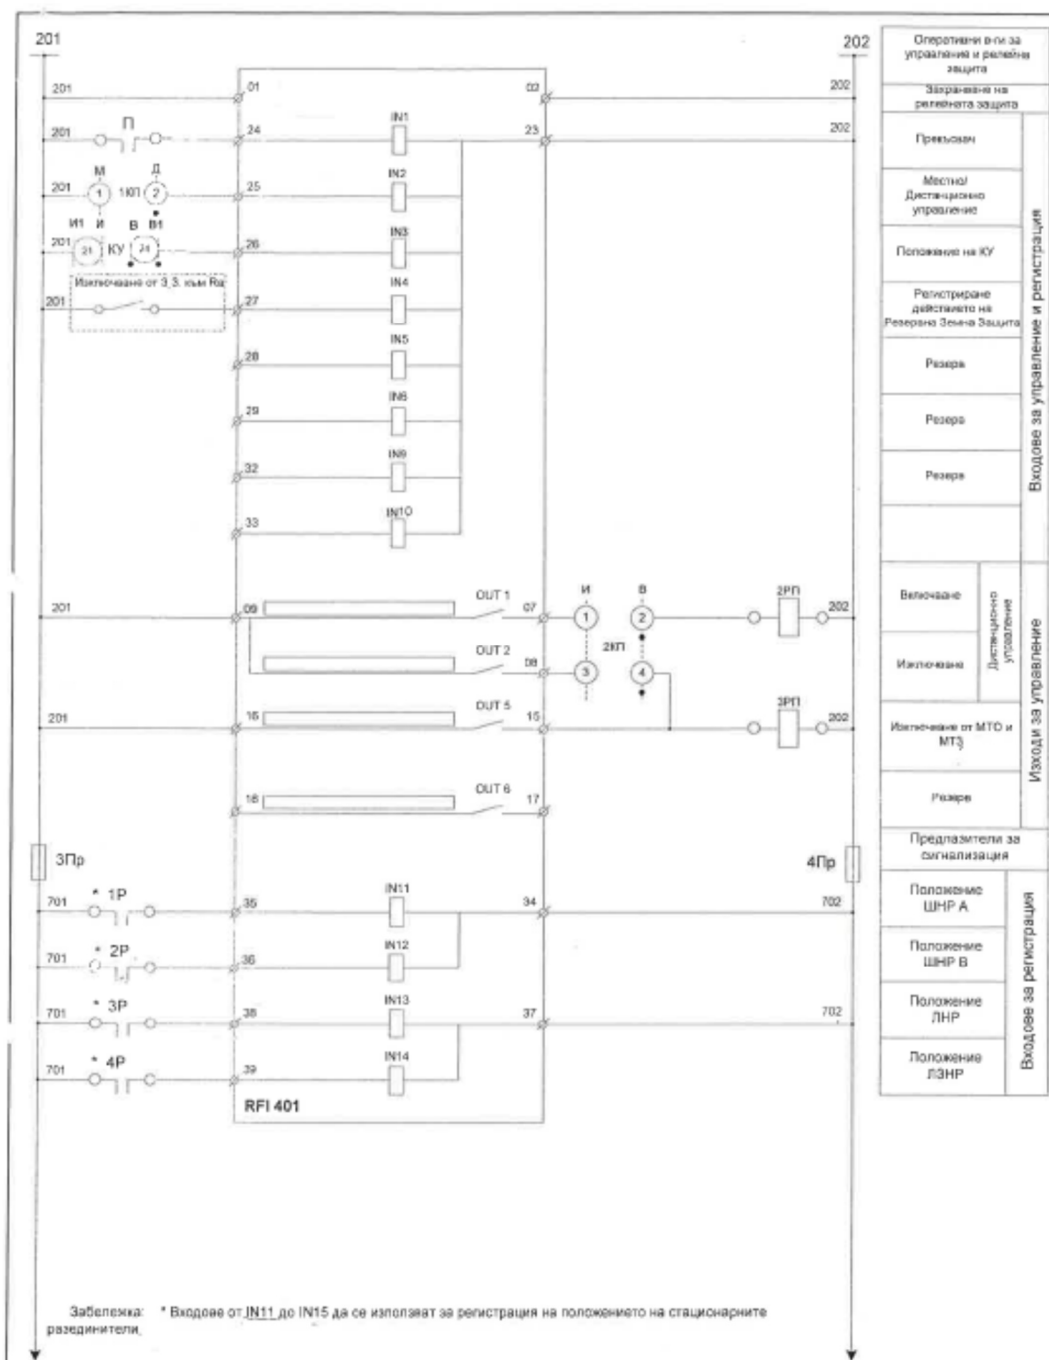 201
202
Оперативни в-ги за
управление и релейна
защита
Захранване на
релейната защита
201
01
02
202
П
201
24
IN1
23
202
Прекъсвач
М
Д
201
1
1КП
2
25
IN2
Местно/
Дистанционно
управление
И1
И
В
В1
201
21
КУ
24
26
IN3
Положение на КУ
Изключване от З.З. към Ra
201
27
IN4
Регистриране
действието на
Резервна Земна Защита
28
IN5
Резерв
29
IN6
Резерв
32
IN9
Резерв
33
IN10
Входове за управление и регистрация
201
09
OUT 1
07
И
1
В
2
2РП
202
Включване
OUT 2
08
3
2КП
4
Изключване
Дистанционно
управление
201
16
OUT 5
15
3РП
202
Изключване от МТО и
МТЗ
18
OUT 6
17
Резерв
Изходи за управление
3Пр
4Пр
Предпазители за
сигнализация
* 1Р
701
35
IN11
34
702
Положение
ШНР А
* 2Р
701
36
IN12
Положение
ШНР В
* 3Р
701
38
IN13
37
702
Положение
ЛНР
* 4Р
701
39
IN14
Положение
ЛЗНР
Входове за регистрация
RFI 401
Забележка: * Входове от IN11 до IN15 да се използват за регистрация на положението на стационарните
разединители.